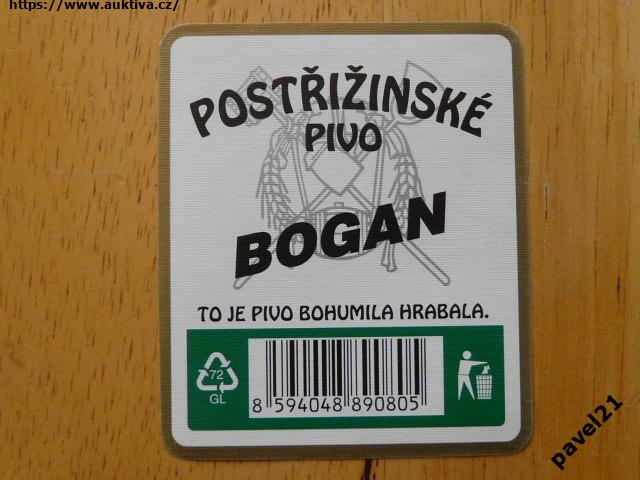 https://www.auktiva.cz/
POSTŘIŽINSKÉ
PIVO
BOGAN
TO JE PIVO BOHUMILA HRABALA.
72
GL
8 594048 890805
pavel21